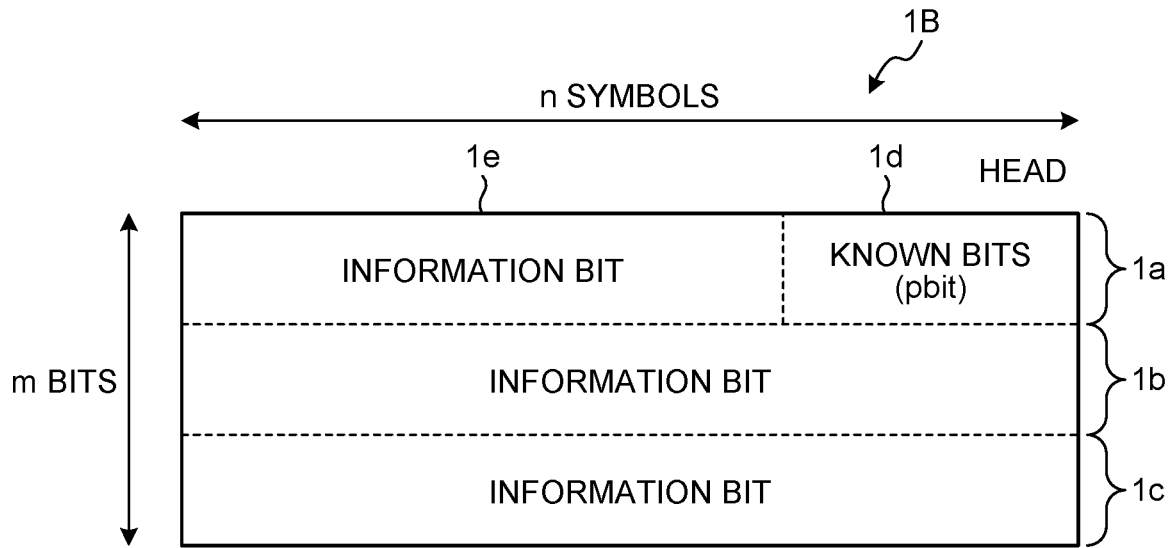 1B
n SYMBOLS
1e
1d
HEAD
INFORMATION BIT
KNOWN BITS
(pbit)
1a
m BITS
INFORMATION BIT
1b
INFORMATION BIT
1c